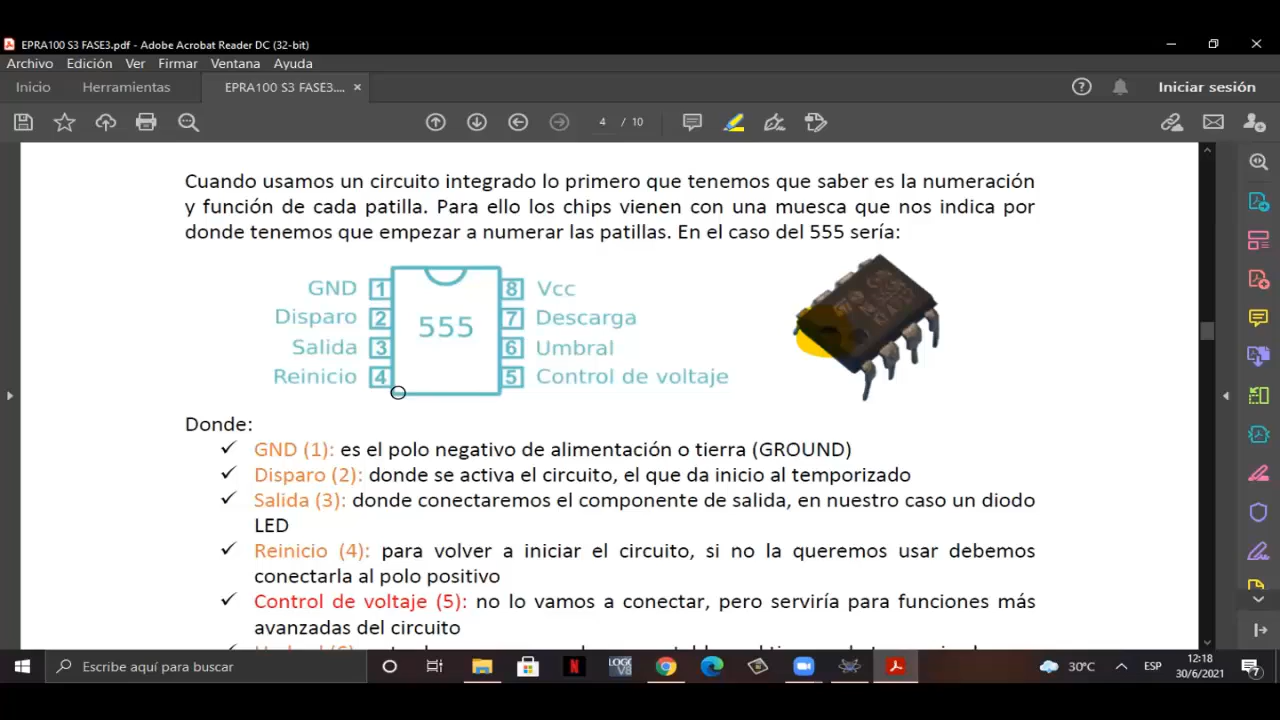 EPRA100 S3 FASE3.pdf - Adobe Acrobat Reader DC (32-bit)
Archivo Edición Ver Firmar Ventana Ayuda
Inicio Herramientas EPRA100 S3 FASE3.... × Iniciar sesión
4 / 10
Cuando usamos un circuito integrado lo primero que tenemos que saber es la numeración
y función de cada patilla. Para ello los chips vienen con una muesca que nos indica por
donde tenemos que empezar a numerar las patillas. En el caso del 555 sería:
GND 1 8 Vcc
Disparo 2 555 7 Descarga
Salida 3 6 Umbral
Reinicio 4 5 Control de voltaje
Donde:
✓ GND (1): es el polo negativo de alimentación o tierra (GROUND)
✓ Disparo (2): donde se activa el circuito, el que da inicio al temporizado
✓ Salida (3): donde conectaremos el componente de salida, en nuestro caso un diodo
LED
✓ Reinicio (4): para volver a iniciar el circuito, si no la queremos usar debemos
conectarla al polo positivo
✓ Control de voltaje (5): no lo vamos a conectar, pero serviría para funciones más
avanzadas del circuito
Escribe aquí para buscar
30°C ESP 12:18
30/6/2021